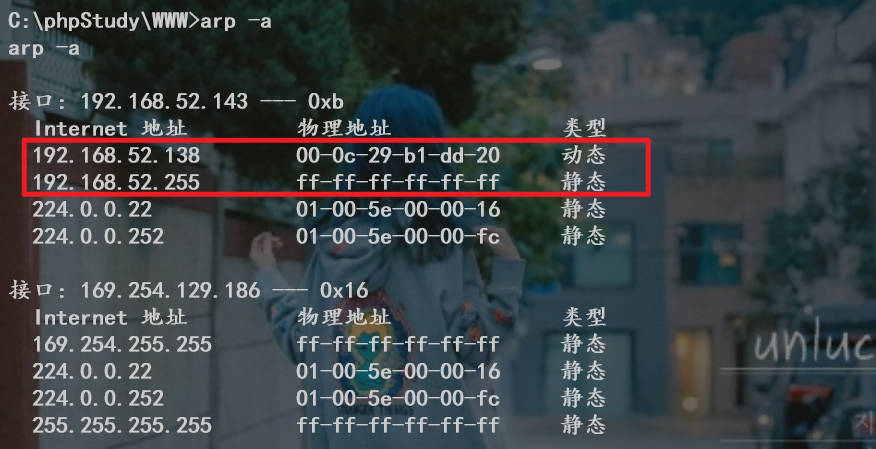 C:\phpStudy\WWW>arp -a
arp -a
接口: 192.168.52.143 --- 0xb
Internet 地址 物理地址 类型
192.168.52.138 00-0c-29-b1-dd-20 动态
192.168.52.255 ff-ff-ff-ff-ff-ff 静态
224.0.0.22 01-00-5e-00-00-16 静态
224.0.0.252 01-00-5e-00-00-fc 静态
接口: 169.254.129.186 --- 0x16
Internet 地址 物理地址 类型
169.254.255.255 ff-ff-ff-ff-ff-ff 静态
224.0.0.22 01-00-5e-00-00-16 静态
unluc
224.0.0.252 01-00-5e-00-00-fc 静态
255.255.255.255 ff-ff-ff-ff-ff-ff 静态